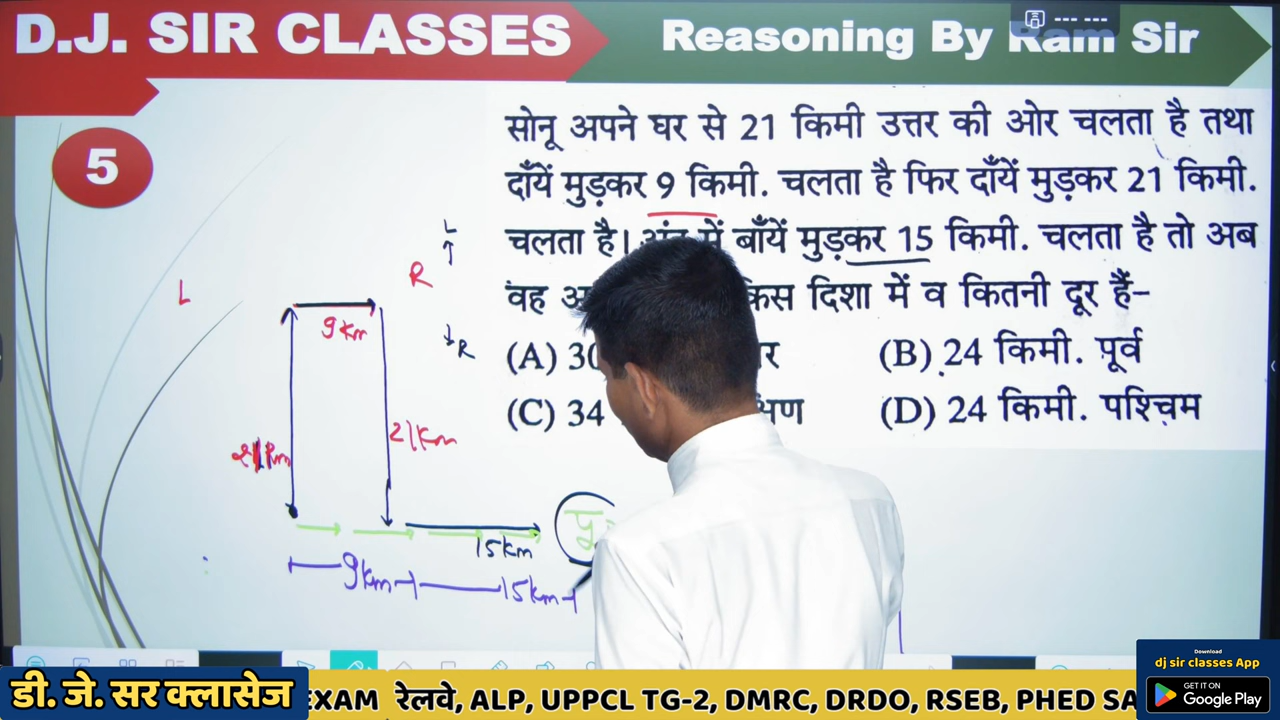 D.J. SIR CLASSES
Reasoning By Ram Sir
5
सोनू अपने घर से 21 किमी उत्तर की ओर चलता है तथा
दाँयें मुड़कर 9 किमी. चलता है फिर दाँयें मुड़कर 21 किमी.
चलता है। अंत में बाँयें मुड़कर 15 किमी. चलता है तो अब
वह किस दिशा में व कितनी दूर हैं-
(A) 30
(B) 24 किमी. पूर्व
(C) 34
(D) 24 किमी. पश्चिम
L
L
R
R
9 km
21km
15km
9km
15km
डी. जे. सर क्लासेज
EXAM रेलवे, ALP, UPPCL TG-2, DMRC, DRDO, RSEB, PHED SA
Download
dj sir classes App
GET IT ON
Google Play